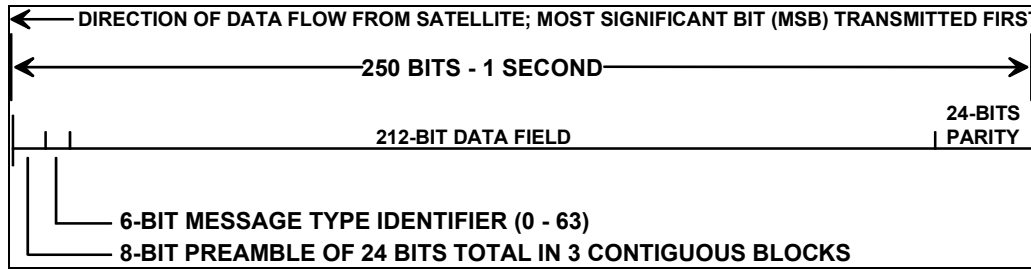 DIRECTION OF DATA FLOW FROM SATELLITE; MOST SIGNIFICANT BIT (MSB) TRANSMITTED FIRST
250 BITS - 1 SECOND
24-BITS
212-BIT DATA FIELD
PARITY
6-BIT MESSAGE TYPE IDENTIFIER (0 - 63)
8-BIT PREAMBLE OF 24 BITS TOTAL IN 3 CONTIGUOUS BLOCKS